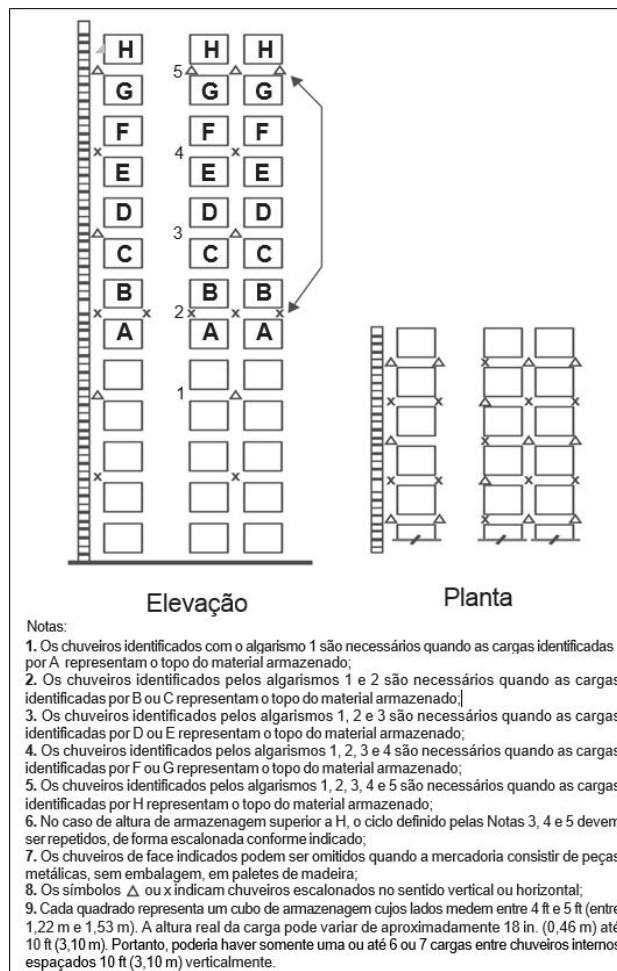 H H H
5
G G G
F F F
4
E E E
D D D
3
C C C
B B B
2
A A A
1
Elevação
Planta
Notas:
1. Os chuveiros identificados com o algarismo 1 são necessários quando as cargas identificadas
por A representam o topo do material armazenado;
2. Os chuveiros identificados pelos algarismos 1 e 2 são necessários quando as cargas
identificadas por B ou C representam o topo do material armazenado;
3. Os chuveiros identificados pelos algarismos 1, 2 e 3 são necessários quando as cargas
identificadas por D ou E representam o topo do material armazenado;
4. Os chuveiros identificados pelos algarismos 1, 2, 3 e 4 são necessários quando as cargas
identificadas por F ou G representam o topo do material armazenado;
5. Os chuveiros identificados pelos algarismos 1, 2, 3, 4 e 5 são necessários quando as cargas
identificadas por H representam o topo do material armazenado;
6. No caso de altura de armazenagem superior a H, o ciclo definido pelas Notas 3, 4 e 5 devem
ser repetidos, de forma escalonada conforme indicado;
7. Os chuveiros de face indicados podem ser omitidos quando a mercadoria consistir de peças
metálicas, sem embalagem, em paletes de madeira;
8. Os símbolos △ ou x indicam chuveiros escalonados no sentido vertical ou horizontal;
9. Cada quadrado representa um cubo de armazenagem cujos lados medem entre 4 ft e 5 ft (entre
1,22 m e 1,53 m). A altura real da carga pode variar de aproximadamente 18 in. (0,46 m) até
10 ft (3,10 m). Portanto, poderia haver somente uma ou até 6 ou 7 cargas entre chuveiros internos
espaçados 10 ft (3,10 m) verticalmente.